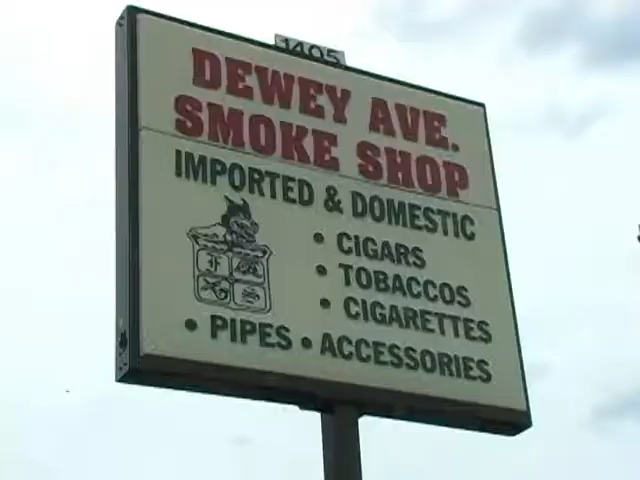 1405
DEWEY AVE.
SMOKE SHOP
IMPORTED & DOMESTIC
• CIGARS
• TOBACCOS
• CIGARETTES
• PIPES • ACCESSORIES